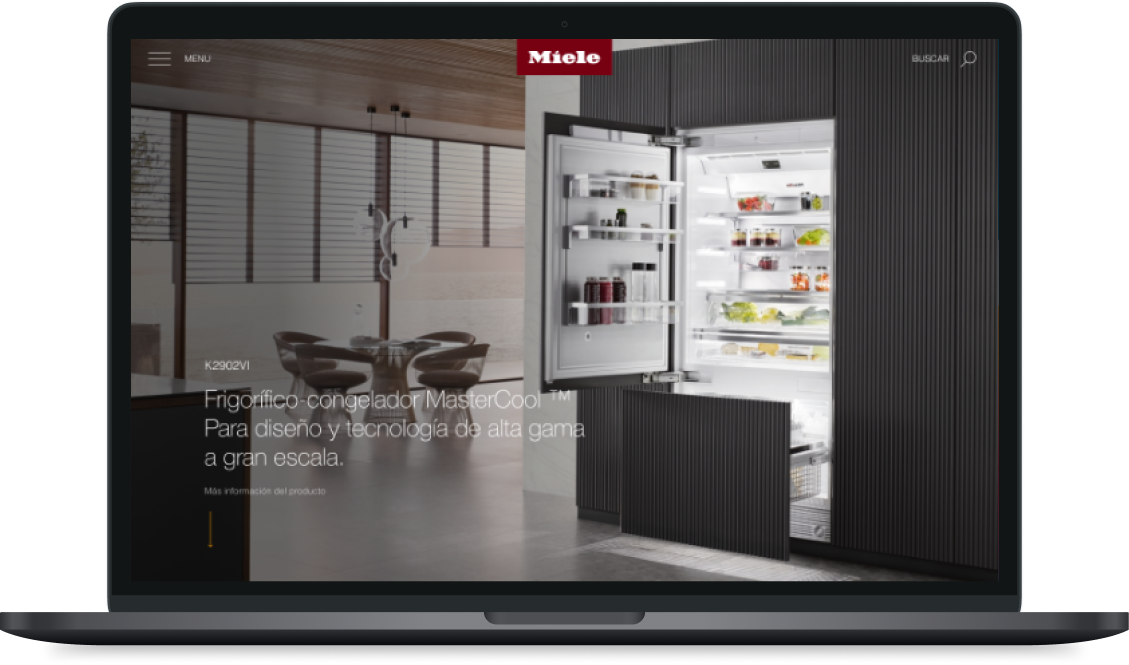 MENU
Miele
BUSCAR
K2902VI
Frigorífico-congelador MasterCool ™
Para diseño y tecnología de alta gama
a gran escala.
Más información del producto